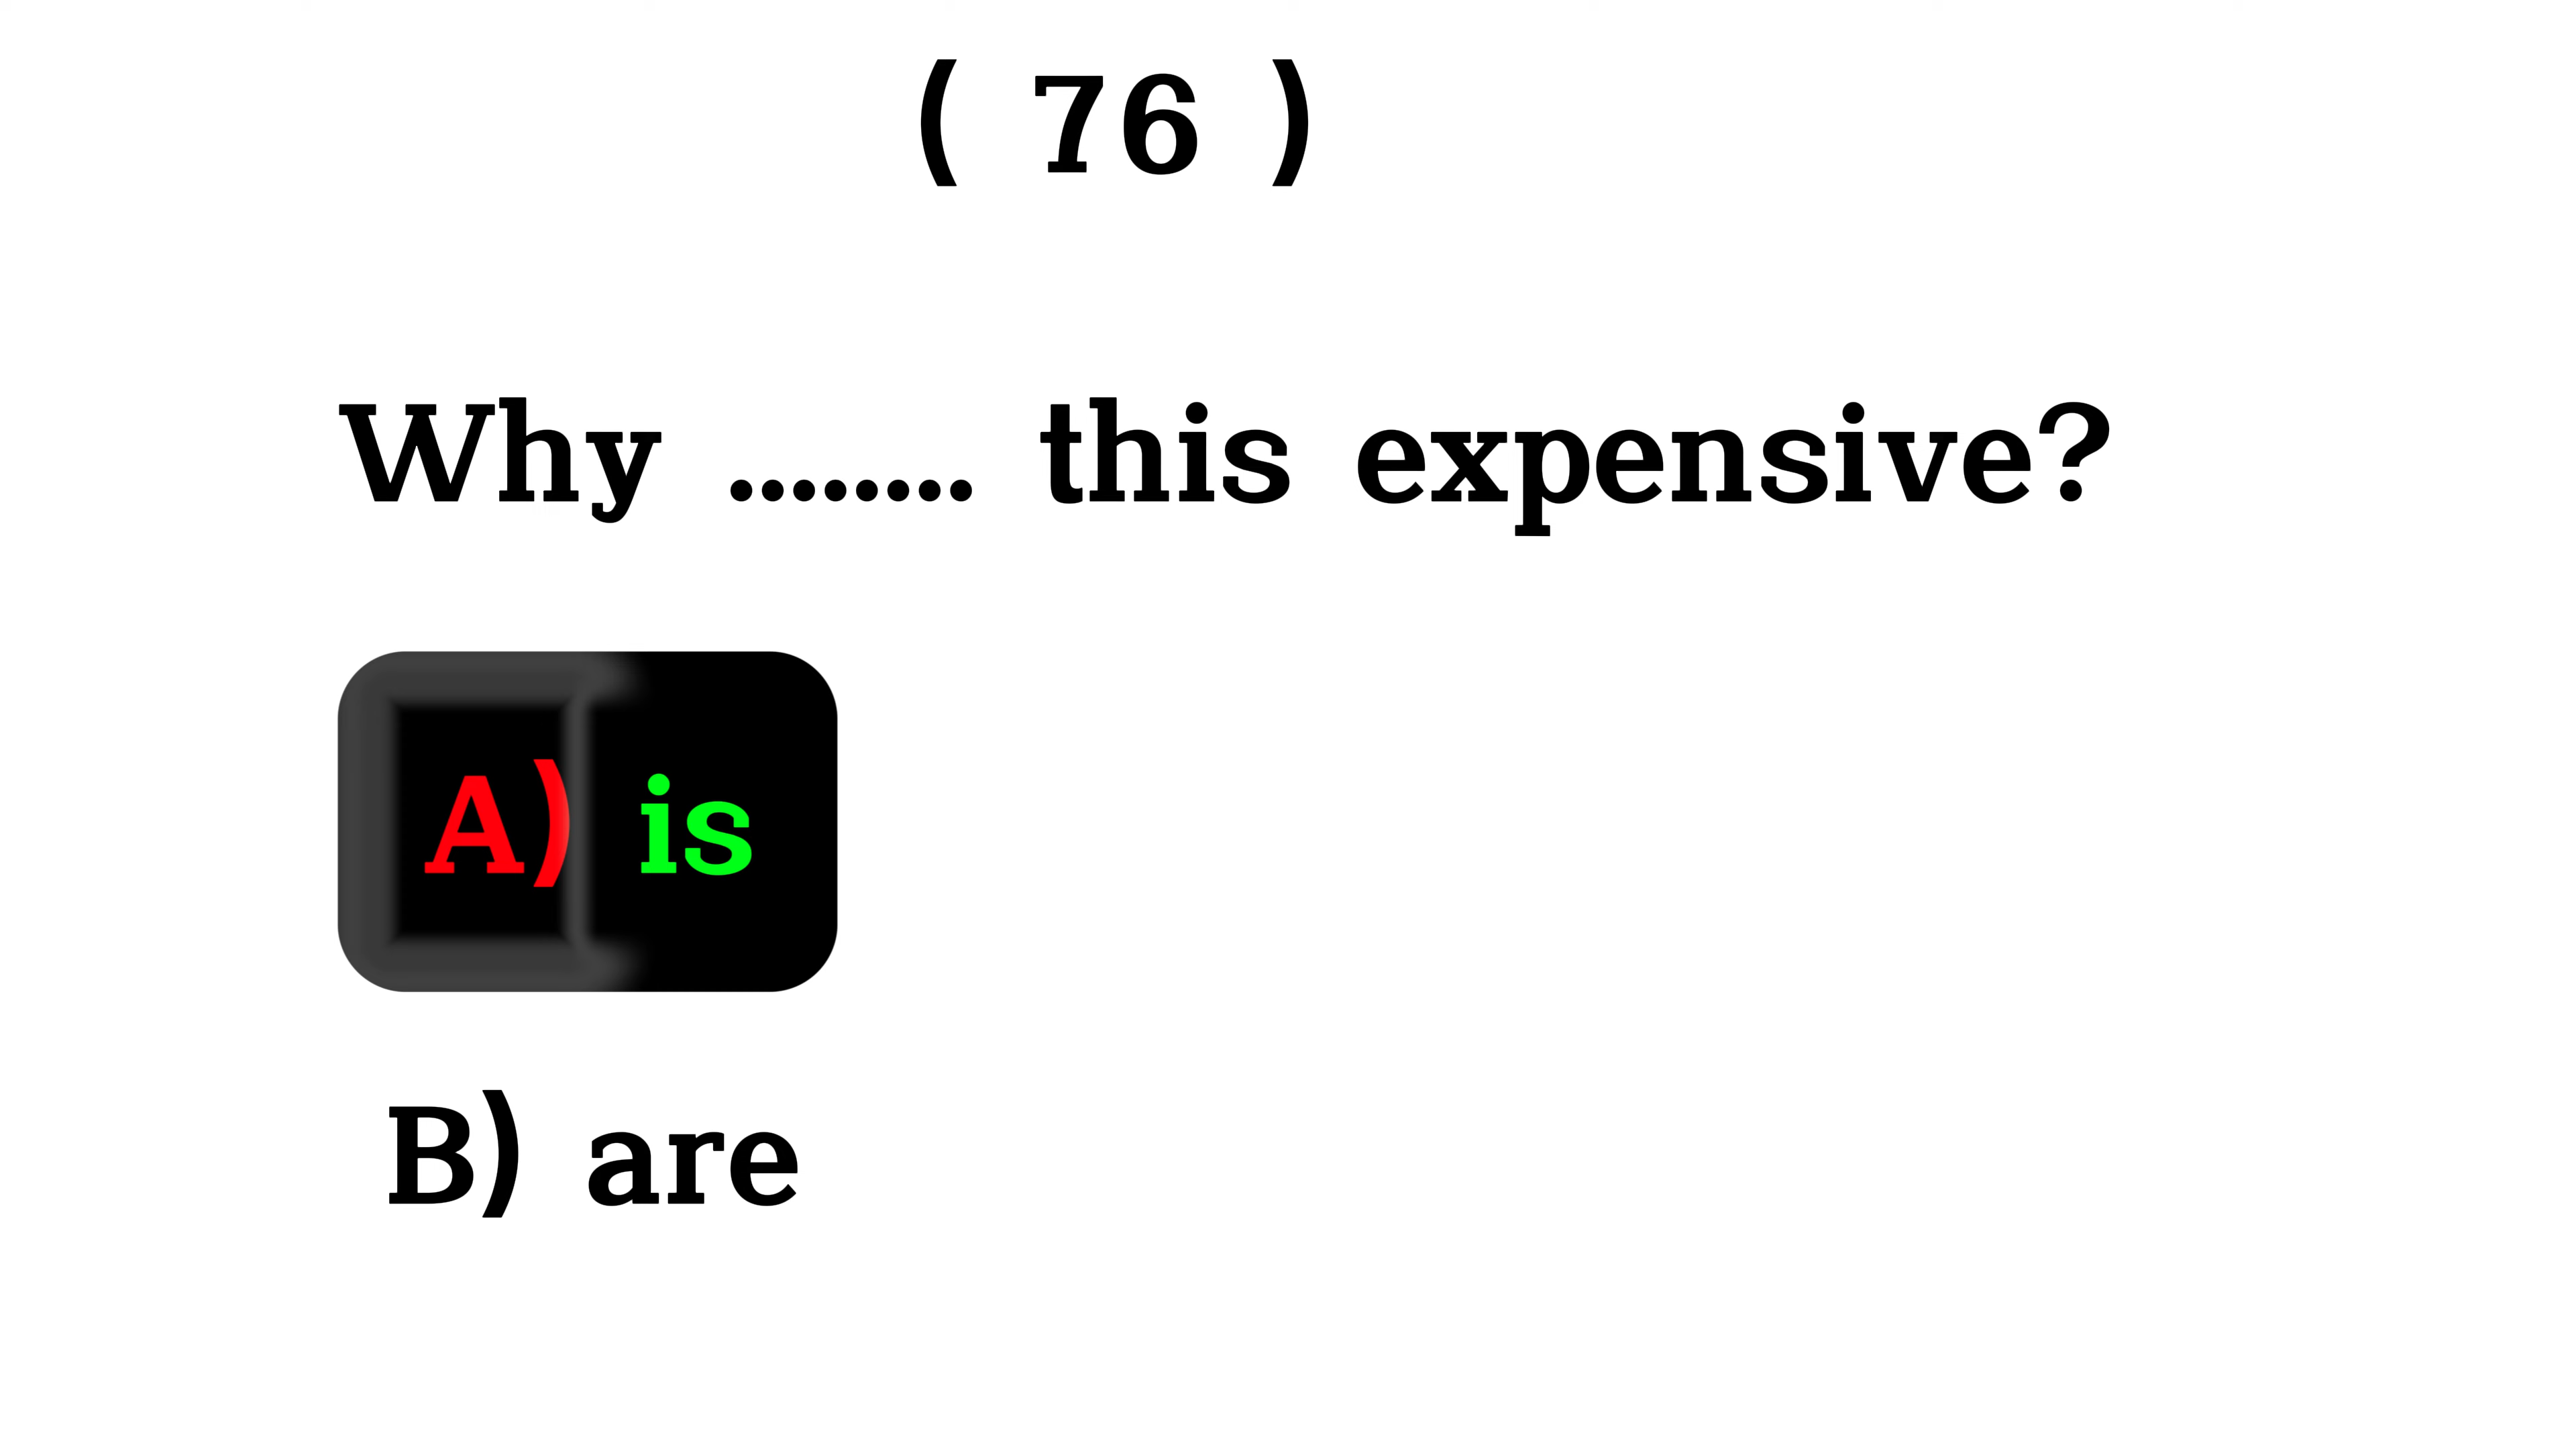 ( 76 )
Why ........ this expensive?
A) is
B) are